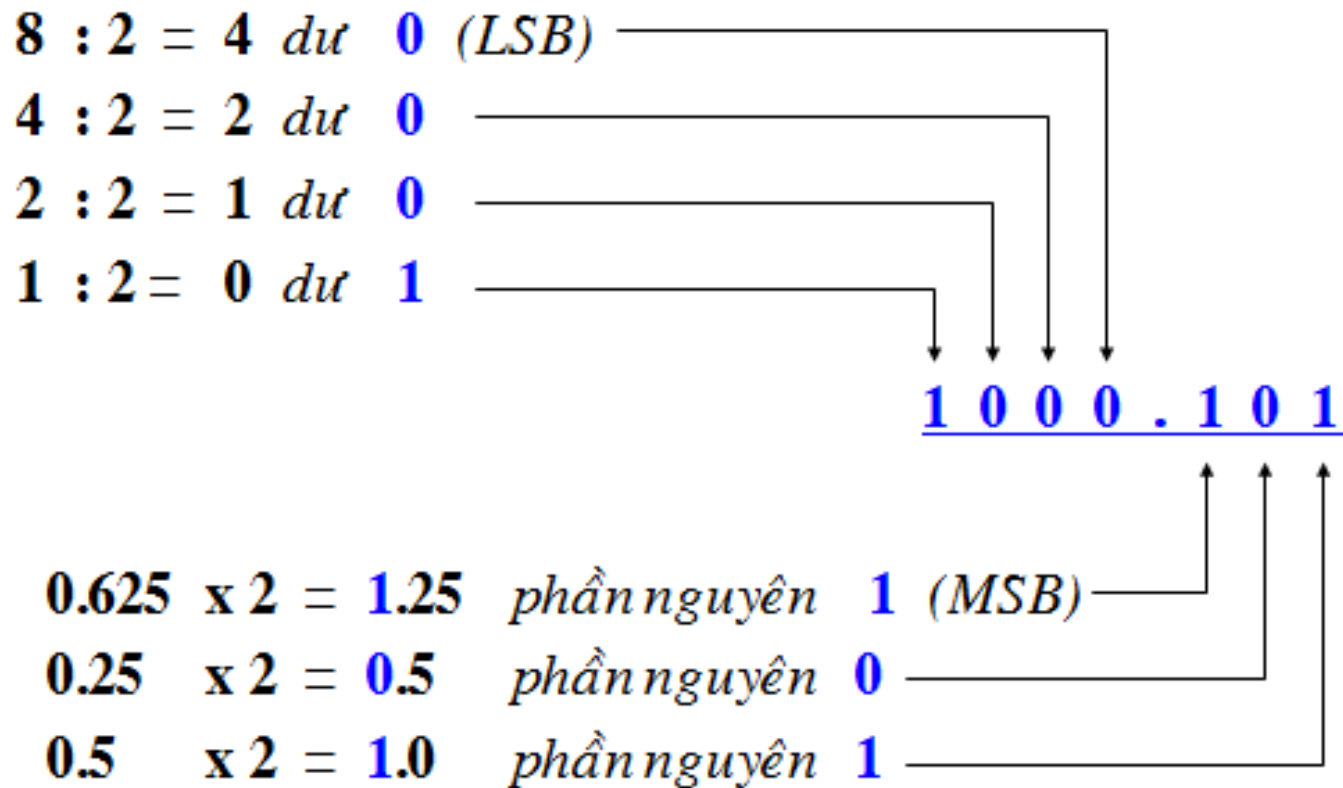 8 : 2 = 4 dư 0 (LSB)
4 : 2 = 2 dư 0
2 : 2 = 1 dư 0
1 : 2 = 0 dư 1
1 0 0 0 . 1 0 1
0.625 x 2 = 1.25 phần nguyên 1 (MSB)
0.25 x 2 = 0.5 phần nguyên 0
0.5 x 2 = 1.0 phần nguyên 1